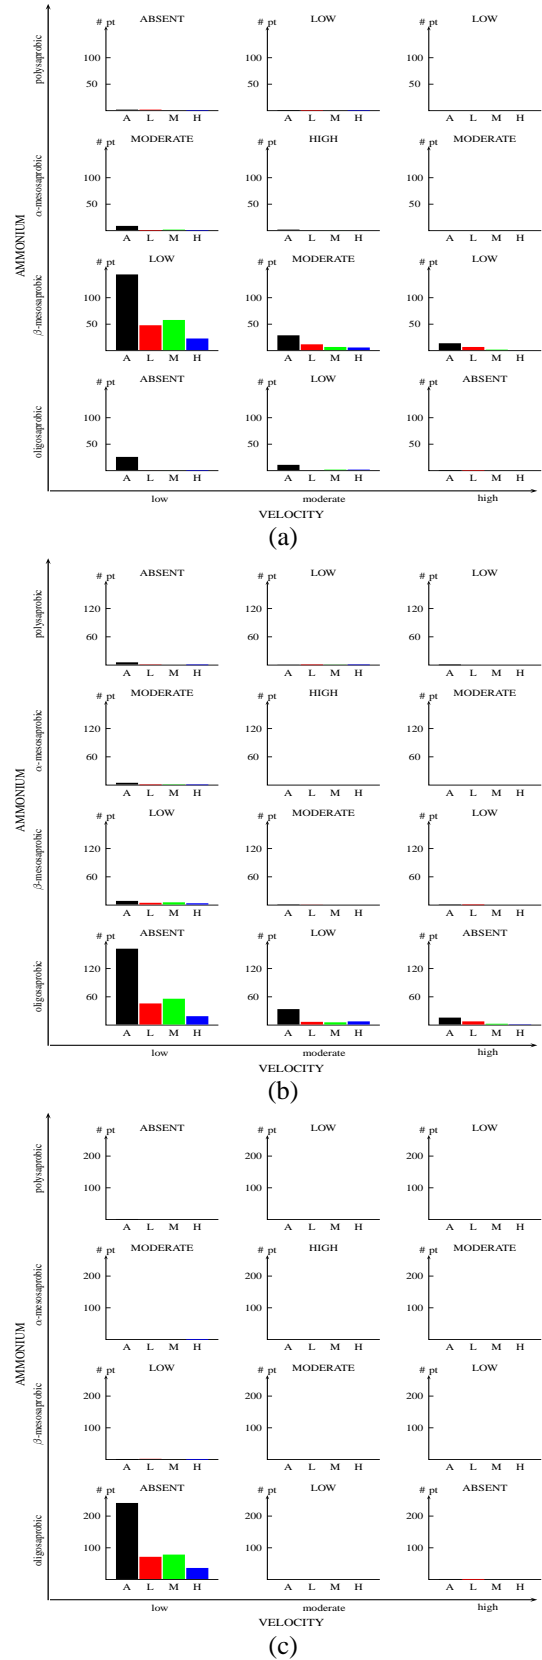 # pt ABSENT # pt LOW # pt LOW
polysaprobic
100 100 100
50 50 50
A L M H A L M H A L M H
# pt MODERATE # pt HIGH # pt MODERATE
α-mesosaprobic
100 100 100
50 50 50
A L M H A L M H A L M H
AMMONIUM
# pt LOW # pt MODERATE # pt LOW
β-mesosaprobic
100 100 100
50 50 50
A L M H A L M H A L M H
# pt ABSENT # pt LOW # pt ABSENT
oligosaprobic
100 100 100
50 50 50
A L M H A L M H A L M H
low moderate high
VELOCITY
(a)
# pt ABSENT # pt LOW # pt LOW
polysaprobic
120 120 120
60 60 60
A L M H A L M H A L M H
# pt MODERATE # pt HIGH # pt MODERATE
α-mesosaprobic
120 120 120
60 60 60
A L M H A L M H A L M H
AMMONIUM
# pt LOW # pt MODERATE # pt LOW
β-mesosaprobic
120 120 120
60 60 60
A L M H A L M H A L M H
# pt ABSENT # pt LOW # pt ABSENT
oligosaprobic
120 120 120
60 60 60
A L M H A L M H A L M H
low moderate high
VELOCITY
(b)
# pt ABSENT # pt LOW # pt LOW
polysaprobic
200 200 200
100 100 100
A L M H A L M H A L M H
# pt MODERATE # pt HIGH # pt MODERATE
α-mesosaprobic
200 200 200
100 100 100
A L M H A L M H A L M H
AMMONIUM
# pt LOW # pt MODERATE # pt LOW
β-mesosaprobic
200 200 200
100 100 100
A L M H A L M H A L M H
# pt ABSENT # pt LOW # pt ABSENT
oligosaprobic
200 200 200
100 100 100
A L M H A L M H A L M H
low moderate high
VELOCITY
(c)